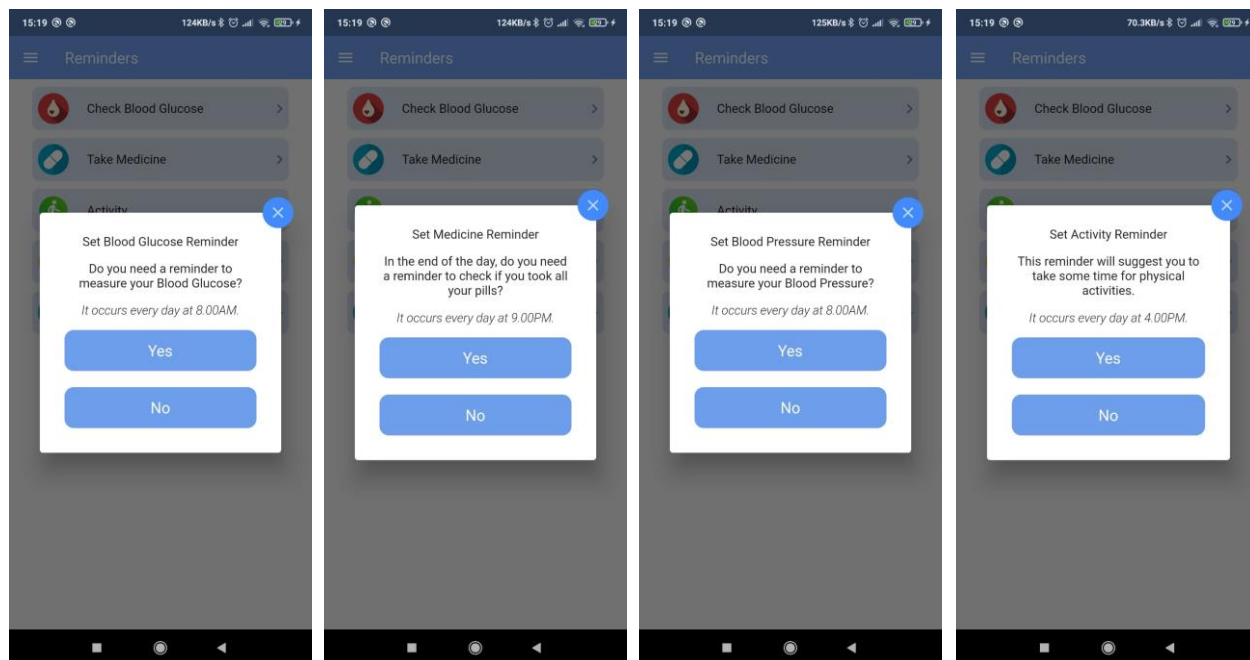 15:19 124KB/s
Reminders
Check Blood Glucose
Take Medicine
Activity
Set Blood Glucose Reminder
Do you need a reminder to
measure your Blood Glucose?
It occurs every day at 8.00AM.
Yes
No
15:19 124KB/s
Reminders
Check Blood Glucose
Take Medicine
Set Medicine Reminder
In the end of the day, do you need
a reminder to check if you took all
your pills?
It occurs every day at 9.00PM.
Yes
No
15:19 125KB/s
Reminders
Check Blood Glucose
Take Medicine
Activity
Set Blood Pressure Reminder
Do you need a reminder to
measure your Blood Pressure?
It occurs every day at 8.00AM.
Yes
No
15:19 70.3KB/s
Reminders
Check Blood Glucose
Take Medicine
Set Activity Reminder
This reminder will suggest you to
take some time for physical
activities.
It occurs every day at 4.00PM.
Yes
No